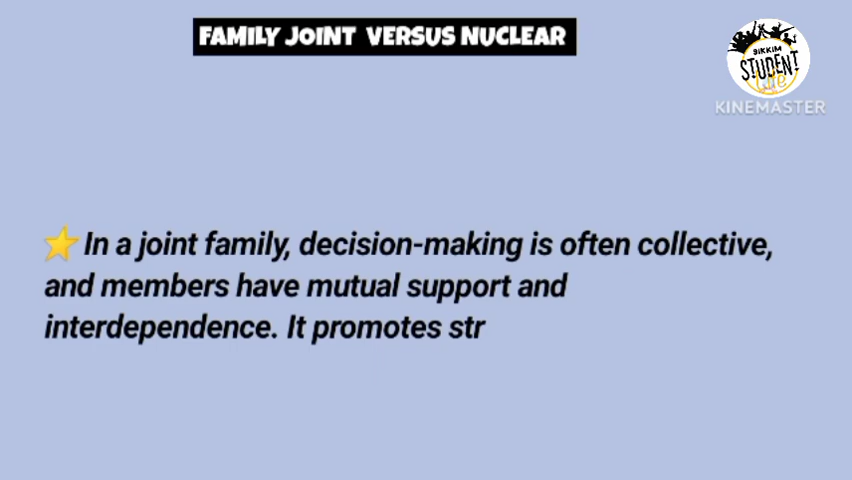 FAMILY JOINT VERSUS NUCLEAR
SIKKIM
STUDENT
Life
KINEMASTER
⭐In a joint family, decision-making is often collective,
and members have mutual support and
interdependence. It promotes str